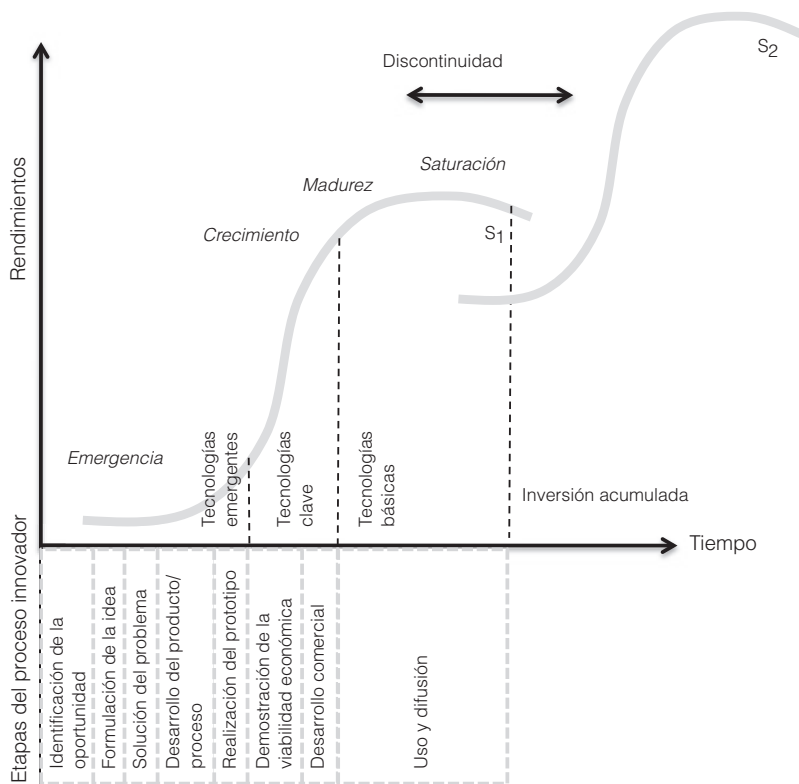 S2
Discontinuidad
Saturación
Madurez
Crecimiento
S1
Rendimientos
Emergencia
Tecnologías
emergentes
Tecnologías
clave
Tecnologías
básicas
Inversión acumulada
Tiempo
Etapas del proceso innovador
Identificación de la
oportunidad
Formulación de la idea
Solución del problema
Desarrollo del producto/
proceso
Realización del prototipo
Demostración de la
viabilidad económica
Desarrollo comercial
Uso y difusión